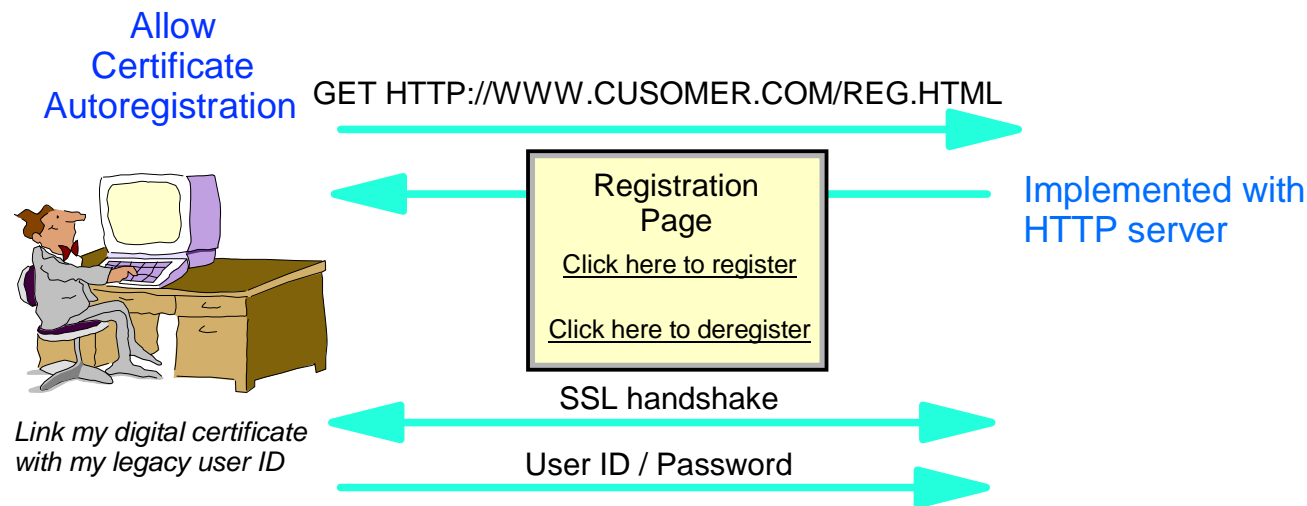 Allow
Certificate
Autoregistration
GET HTTP://WWW.CUSOMER.COM/REG.HTML
Registration
Page
Click here to register
Click here to deregister
Implemented with
HTTP server
SSL handshake
Link my digital certificate
with my legacy user ID
User ID / Password